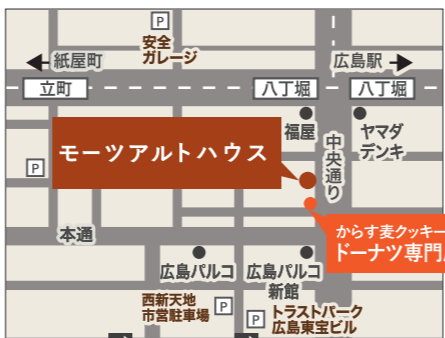 P
安全
ガレージ
紙屋町
広島駅
立町
八丁堀
八丁堀
福屋
中央通り
ヤマダ
デンキ
モーツアルトハウス
P
からす麦クッキー
ドーナツ専門
本通
広島パルコ
広島パルコ
新館
西新天地
市営駐車場
P
P
トラストパーク
広島東宝ビル